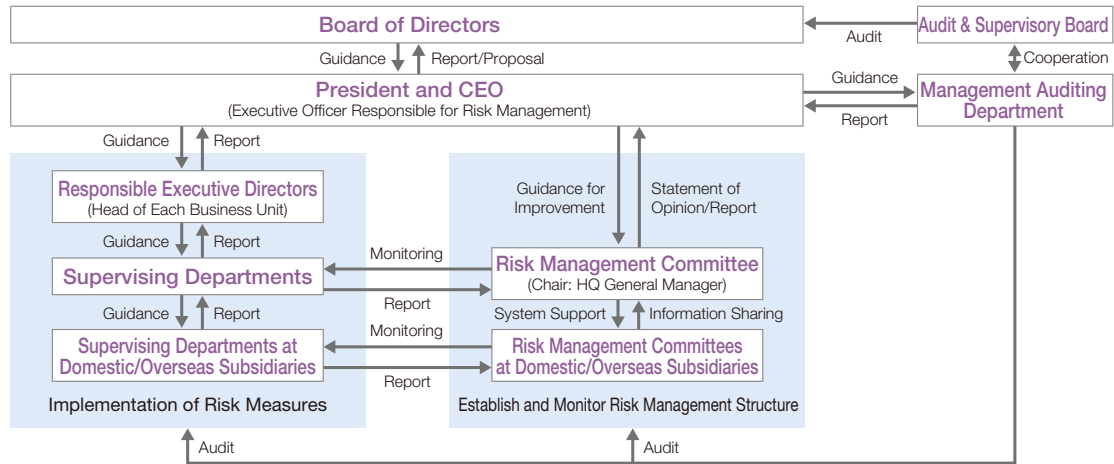 Board of Directors
Audit & Supervisory Board
Audit
Guidance
Report/Proposal
Cooperation
President and CEO
(Executive Officer Responsible for Risk Management)
Guidance
Report
Management Auditing
Department
Guidance
Report
Responsible Executive Directors
(Head of Each Business Unit)
Guidance for
Improvement
Statement of
Opinion/Report
Guidance
Report
Supervising Departments
Monitoring
Report
Risk Management Committee
(Chair: HQ General Manager)
Guidance
Report
System Support
Information Sharing
Supervising Departments at
Domestic/Overseas Subsidiaries
Monitoring
Report
Risk Management Committees
at Domestic/Overseas Subsidiaries
Implementation of Risk Measures
Establish and Monitor Risk Management Structure
Audit
Audit